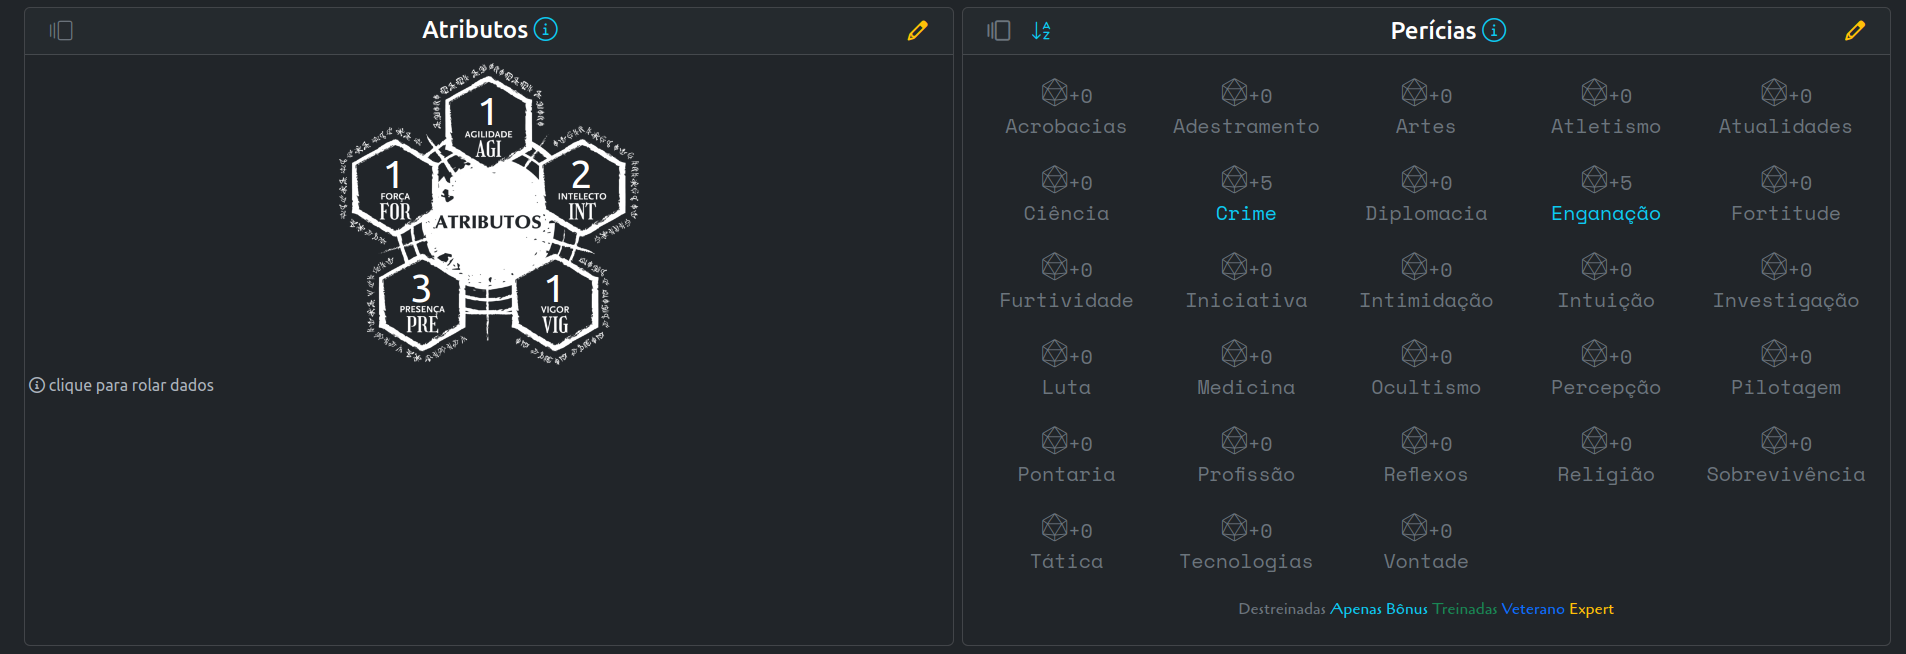 Atributos
1
AGILIDADE
AGI
1
FORÇA
FOR
2
INTELECTO
INT
ATRIBUTOS
3
PRESENÇA
PRE
1
VIGOR
VIG
clique para rolar dados
Perícias
+0 +0 +0 +0 +0
Acrobacias Adestramento Artes Atletismo Atualidades
+0 +5 +0 +5 +0
Ciência Crime Diplomacia Enganação Fortitude
+0 +0 +0 +0 +0
Furtividade Iniciativa Intimidação Intuição Investigação
+0 +0 +0 +0 +0
Luta Medicina Ocultismo Percepção Pilotagem
+0 +0 +0 +0 +0
Pontaria Profissão Reflexos Religião Sobrevivência
+0 +0 +0
Tática Tecnologias Vontade
Destreinadas Apenas Bônus Treinadas Veterano Expert